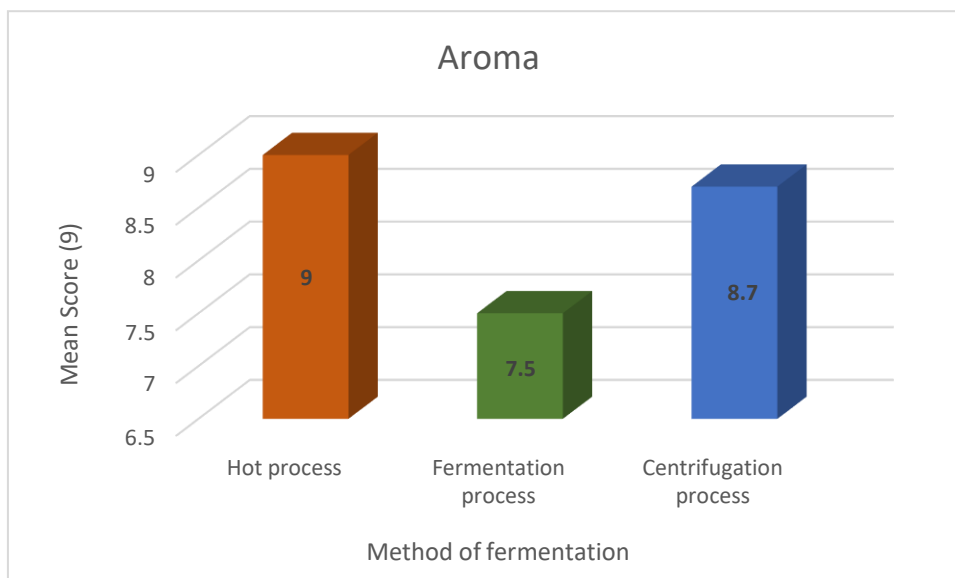 Aroma
Mean Score (9)
9
8.5
8
7.5
7
6.5
9
7.5
8.7
Hot process
Fermentation
process
Centrifugation
process
Method of fermentation